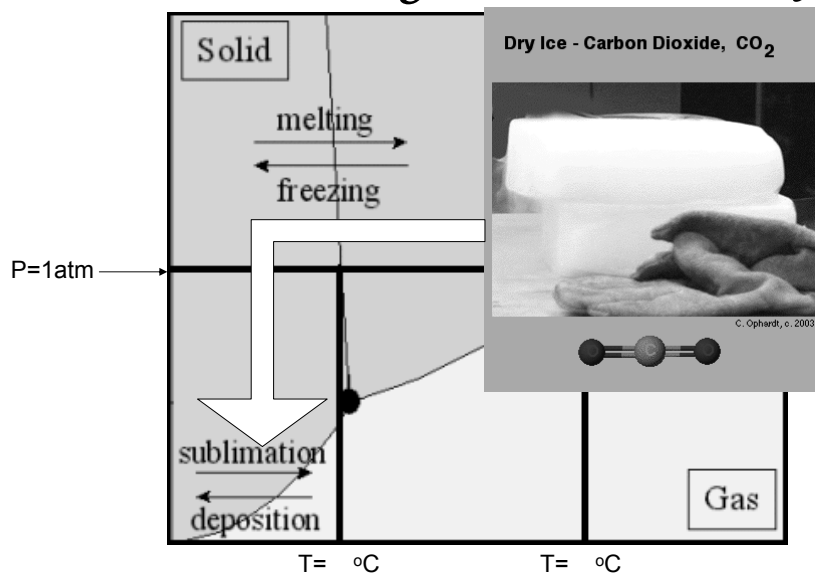 Solid
Dry Ice - Carbon Dioxide, CO2
melting
freezing
P=1atm
C. Ophardt, c. 2003
C
sublimation
deposition
Gas
T= oC
T= oC